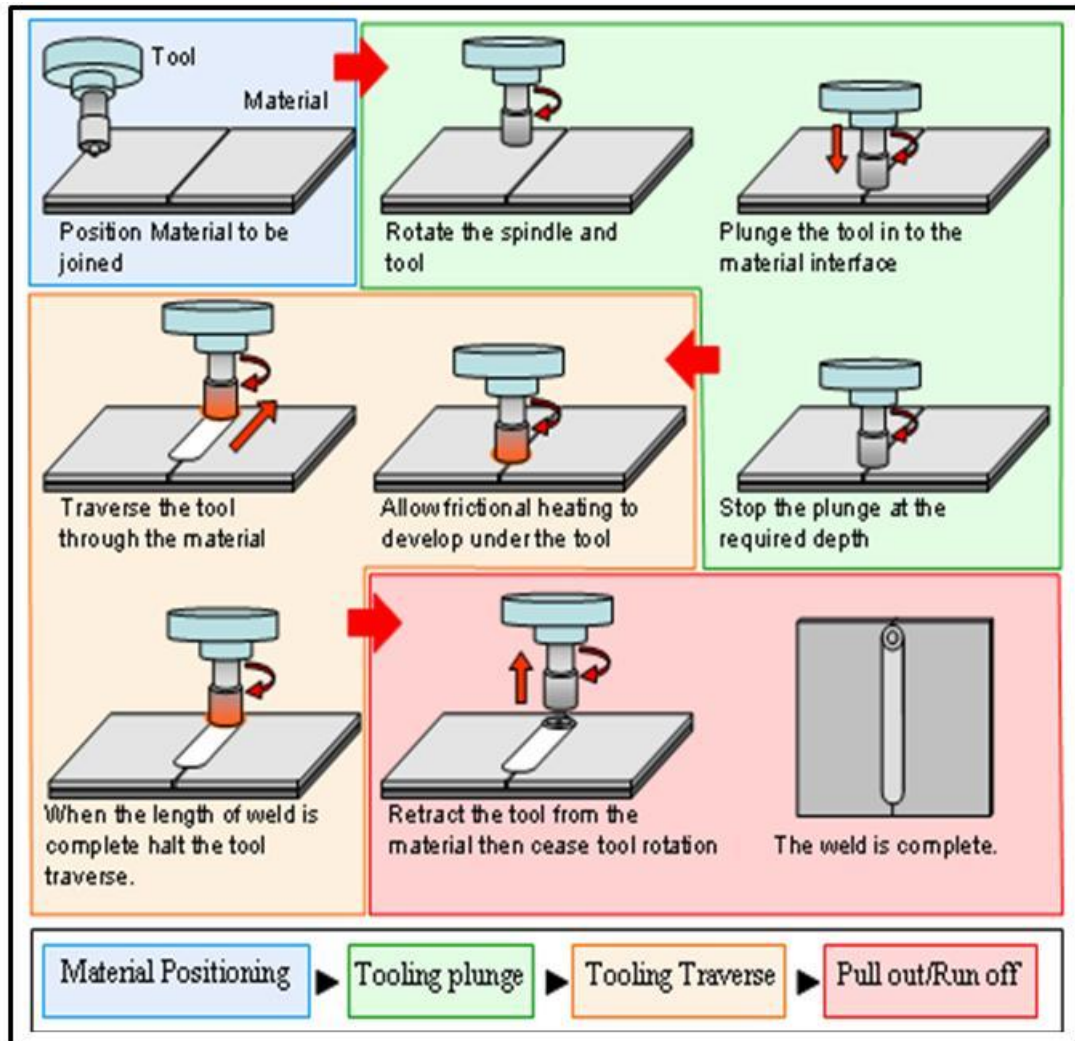 Tool
Material
Position Material to be
joined
Rotate the spindle and
tool
Plunge the tool in to the
material interface
Traverse the tool
through the material
Allow frictional heating to
develop under the tool
Stop the plunge at the
required depth
When the length of weld is
complete halt the tool
traverse.
Retract the tool from the
material then cease tool rotation
The weld is complete.
Material Positioning
Tooling plunge
Tooling Traverse
Pull out/Run off